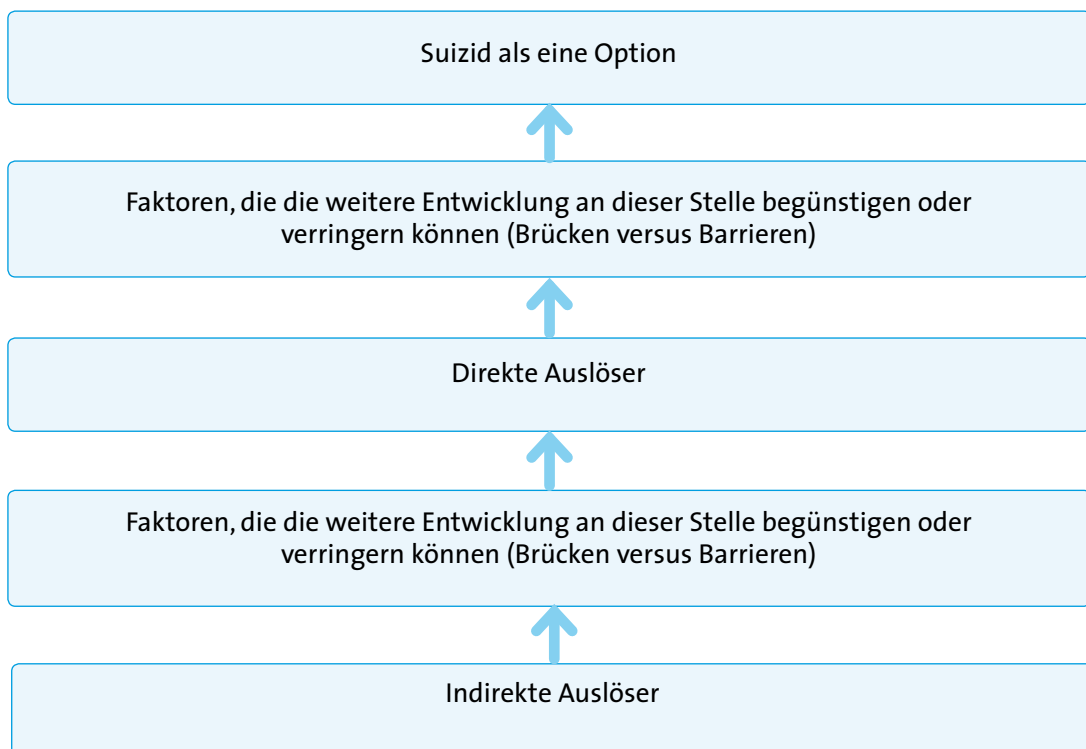 Suizid als eine Option
Faktoren, die die weitere Entwicklung an dieser Stelle begünstigen oder
verringern können (Brücken versus Barrieren)
Direkte Auslöser
Faktoren, die die weitere Entwicklung an dieser Stelle begünstigen oder
verringern können (Brücken versus Barrieren)
Indirekte Auslöser